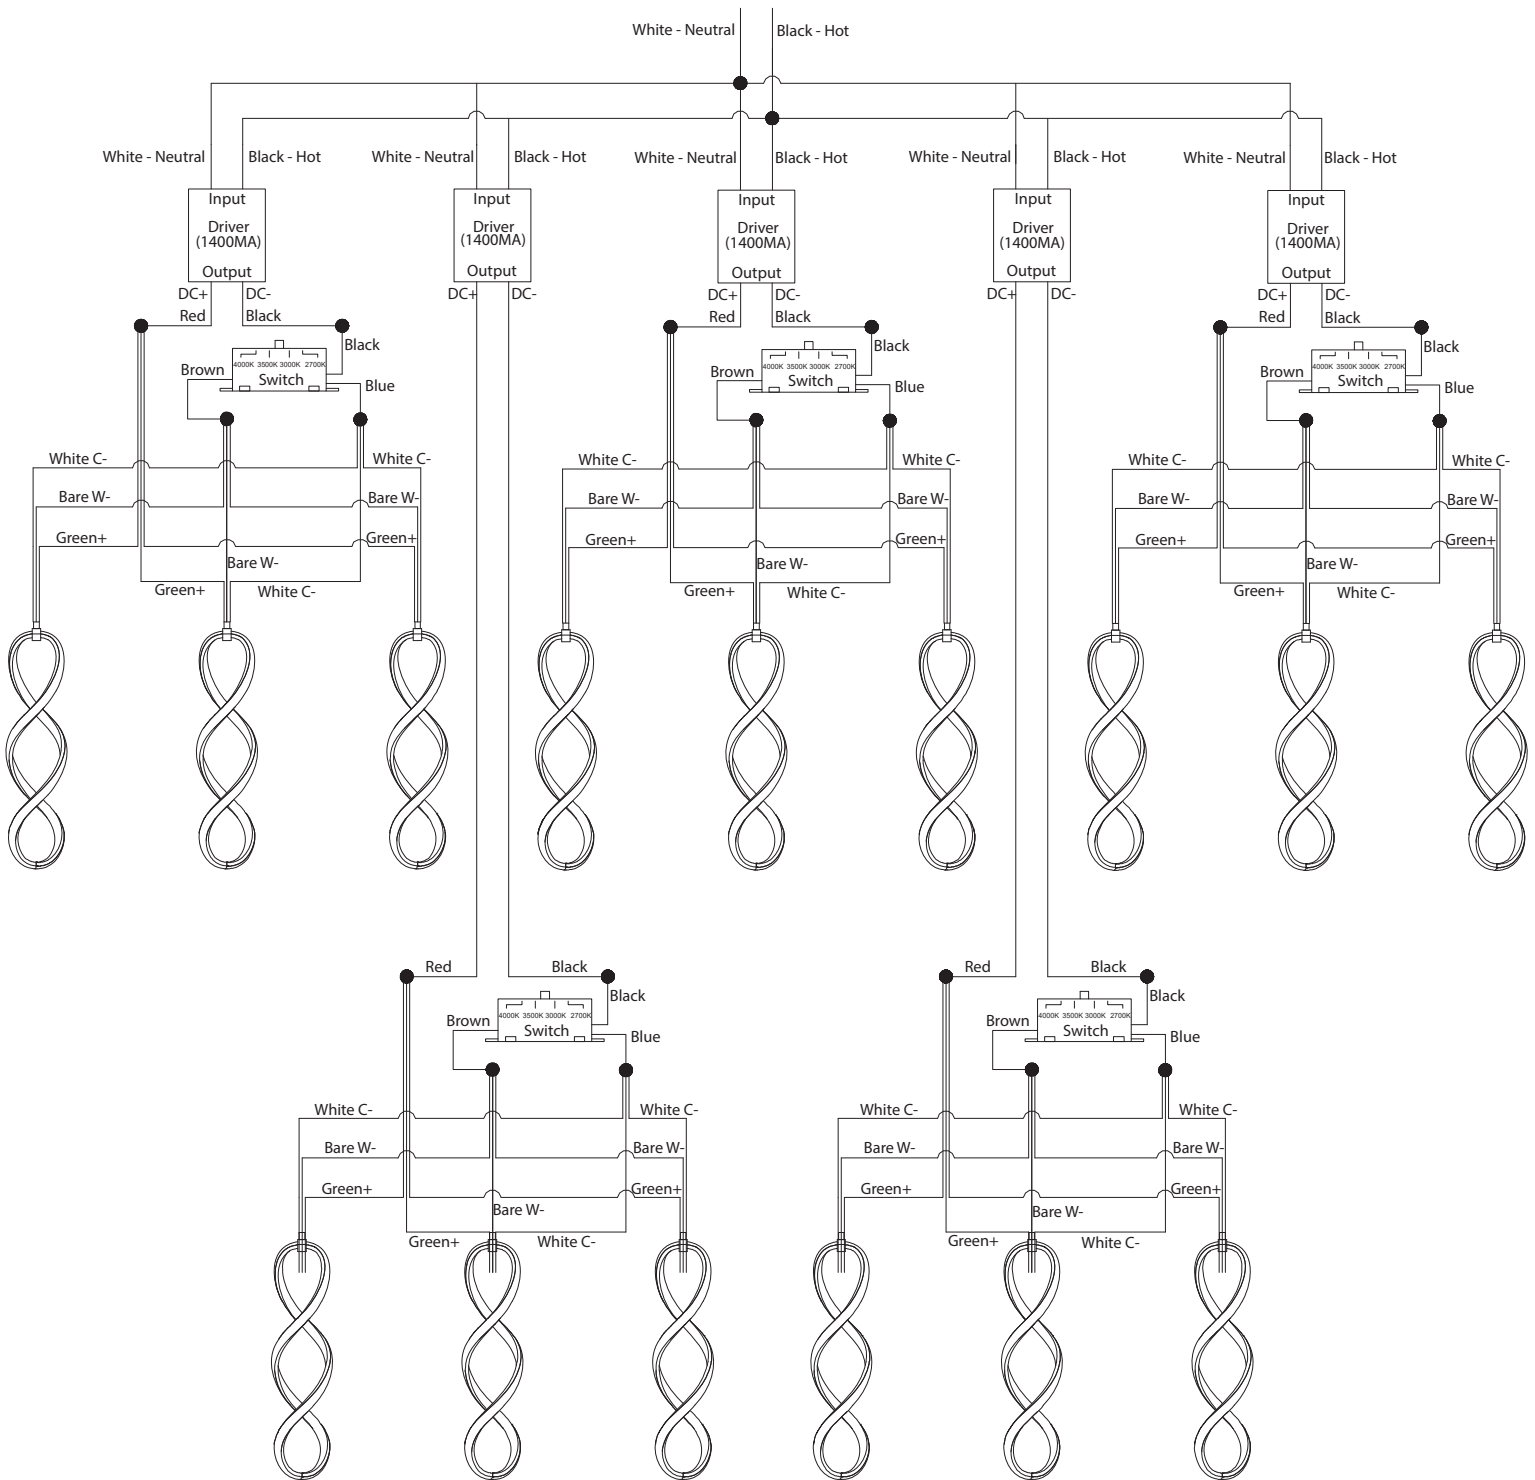 White - Neutral
Black - Hot
White - Neutral
Black - Hot
White - Neutral
Black - Hot
White - Neutral
Black - Hot
White - Neutral
Black - Hot
White - Neutral
Black - Hot
Input
Driver
(1400MA)
Output
Input
Driver
(1400MA)
Output
Input
Driver
(1400MA)
Output
Input
Driver
(1400MA)
Output
Input
Driver
(1400MA)
Output
DC+
DC-
DC+
DC-
DC+
DC-
DC+
DC-
DC+
DC-
Red
Black
Black
4000K 3500K 3000K 2700K
Switch
Brown
Blue
White C-
White C-
Bare W-
Bare W-
Green+
Green+
Bare W-
Green+
White C-
Red
Black
Black
4000K 3500K 3000K 2700K
Switch
Brown
Blue
White C-
White C-
Bare W-
Bare W-
Green+
Green+
Bare W-
Green+
White C-
Red
Black
Black
4000K 3500K 3000K 2700K
Switch
Brown
Blue
White C-
White C-
Bare W-
Bare W-
Green+
Green+
Bare W-
Green+
White C-
Red
Black
Black
4000K 3500K 3000K 2700K
Switch
Brown
Blue
White C-
White C-
Bare W-
Bare W-
Green+
Green+
Bare W-
Green+
White C-
Red
Black
Black
4000K 3500K 3000K 2700K
Switch
Brown
Blue
White C-
White C-
Bare W-
Bare W-
Green+
Green+
Bare W-
Green+
White C-